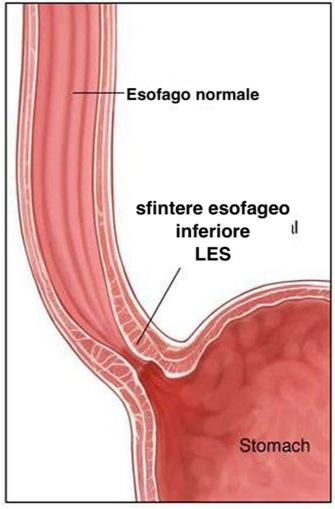 Esofago normale
sfintere esofageo
inferiore
LES
Stomach